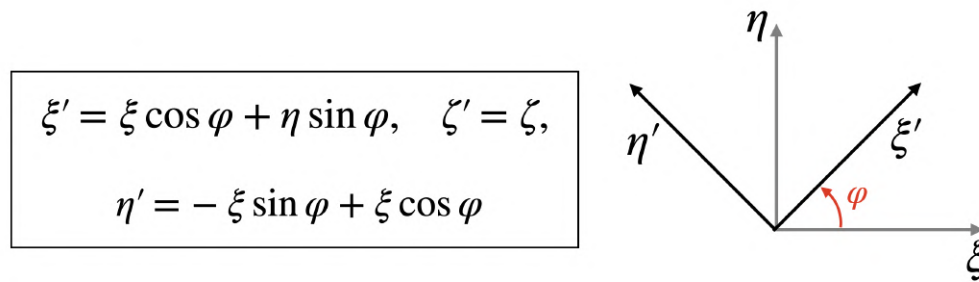 ξ′ = ξ cos φ + η sin φ, ζ′ = ζ,
η′ = − ξ sin φ + ξ cos φ
η
η′
ξ′
φ
ξ